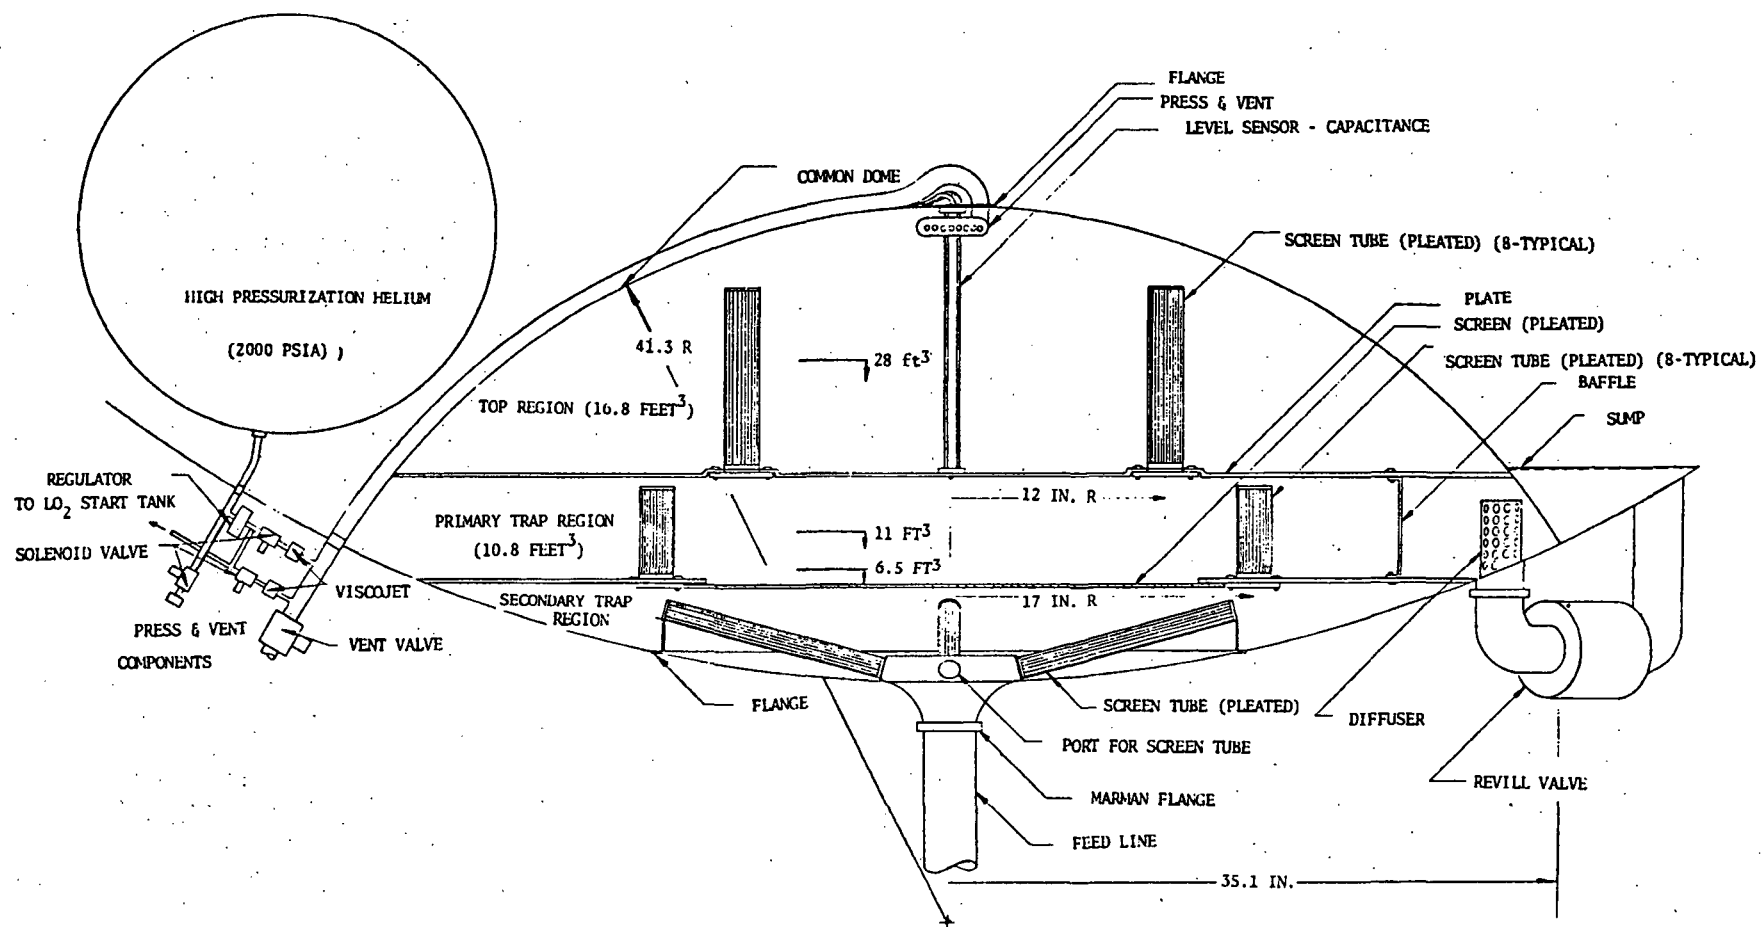 FLANGE
PRESS & VENT
LEVEL SENSOR - CAPACITANCE
COMMON DOME
SCREEN TUBE (PLEATED) (8-TYPICAL)
HIGH PRESSURIZATION HELIUM
(2000 PSIA)
PLATE
SCREEN (PLEATED)
SCREEN TUBE (PLEATED) (8-TYPICAL)
BAFFLE
SUMP
41.3 R
28 ft³
TOP REGION (16.8 FEET³)
REGULATOR
TO LO₂ START TANK
SOLENOID VALVE
PRIMARY TRAP REGION
(10.8 FEET³)
12 IN. R
11 FT³
6.5 FT³
VISCOJET
SECONDARY TRAP
REGION
17 IN. R
PRESS & VENT
COMPONENTS
VENT VALVE
FLANGE
SCREEN TUBE (PLEATED)
DIFFUSER
PORT FOR SCREEN TUBE
REVILL VALVE
MARMAN FLANGE
FEED LINE
35.1 IN.